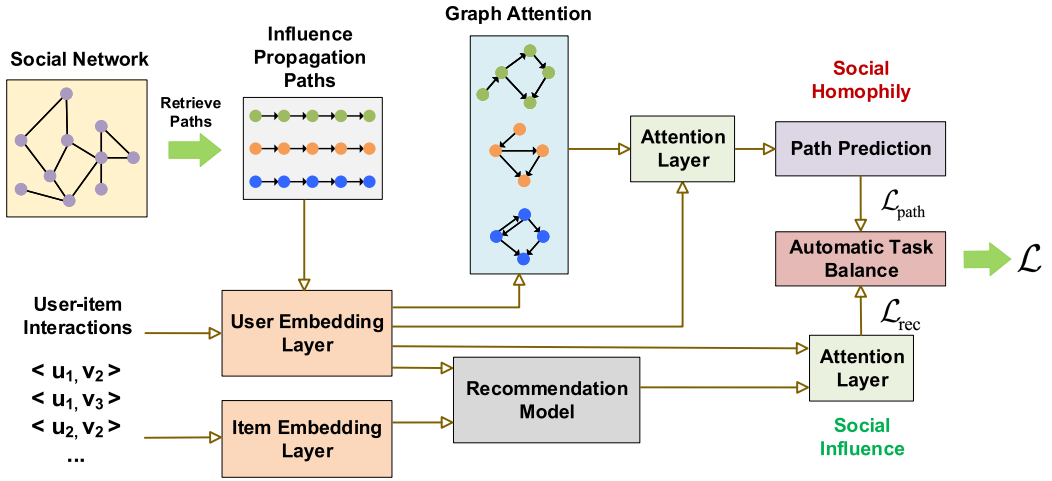 Graph Attention
Social Network
Influence
Propagation
Paths
Retrieve
Paths
Social
Homophily
Attention
Layer
Path Prediction
ℒpath
Automatic Task
Balance
ℒ
ℒrec
User-item
Interactions
User Embedding
Layer
Attention
Layer
Recommendation
Model
< u1, v2 >
< u1, v3 >
< u2, v2 >
...
Item Embedding
Layer
Social
Influence